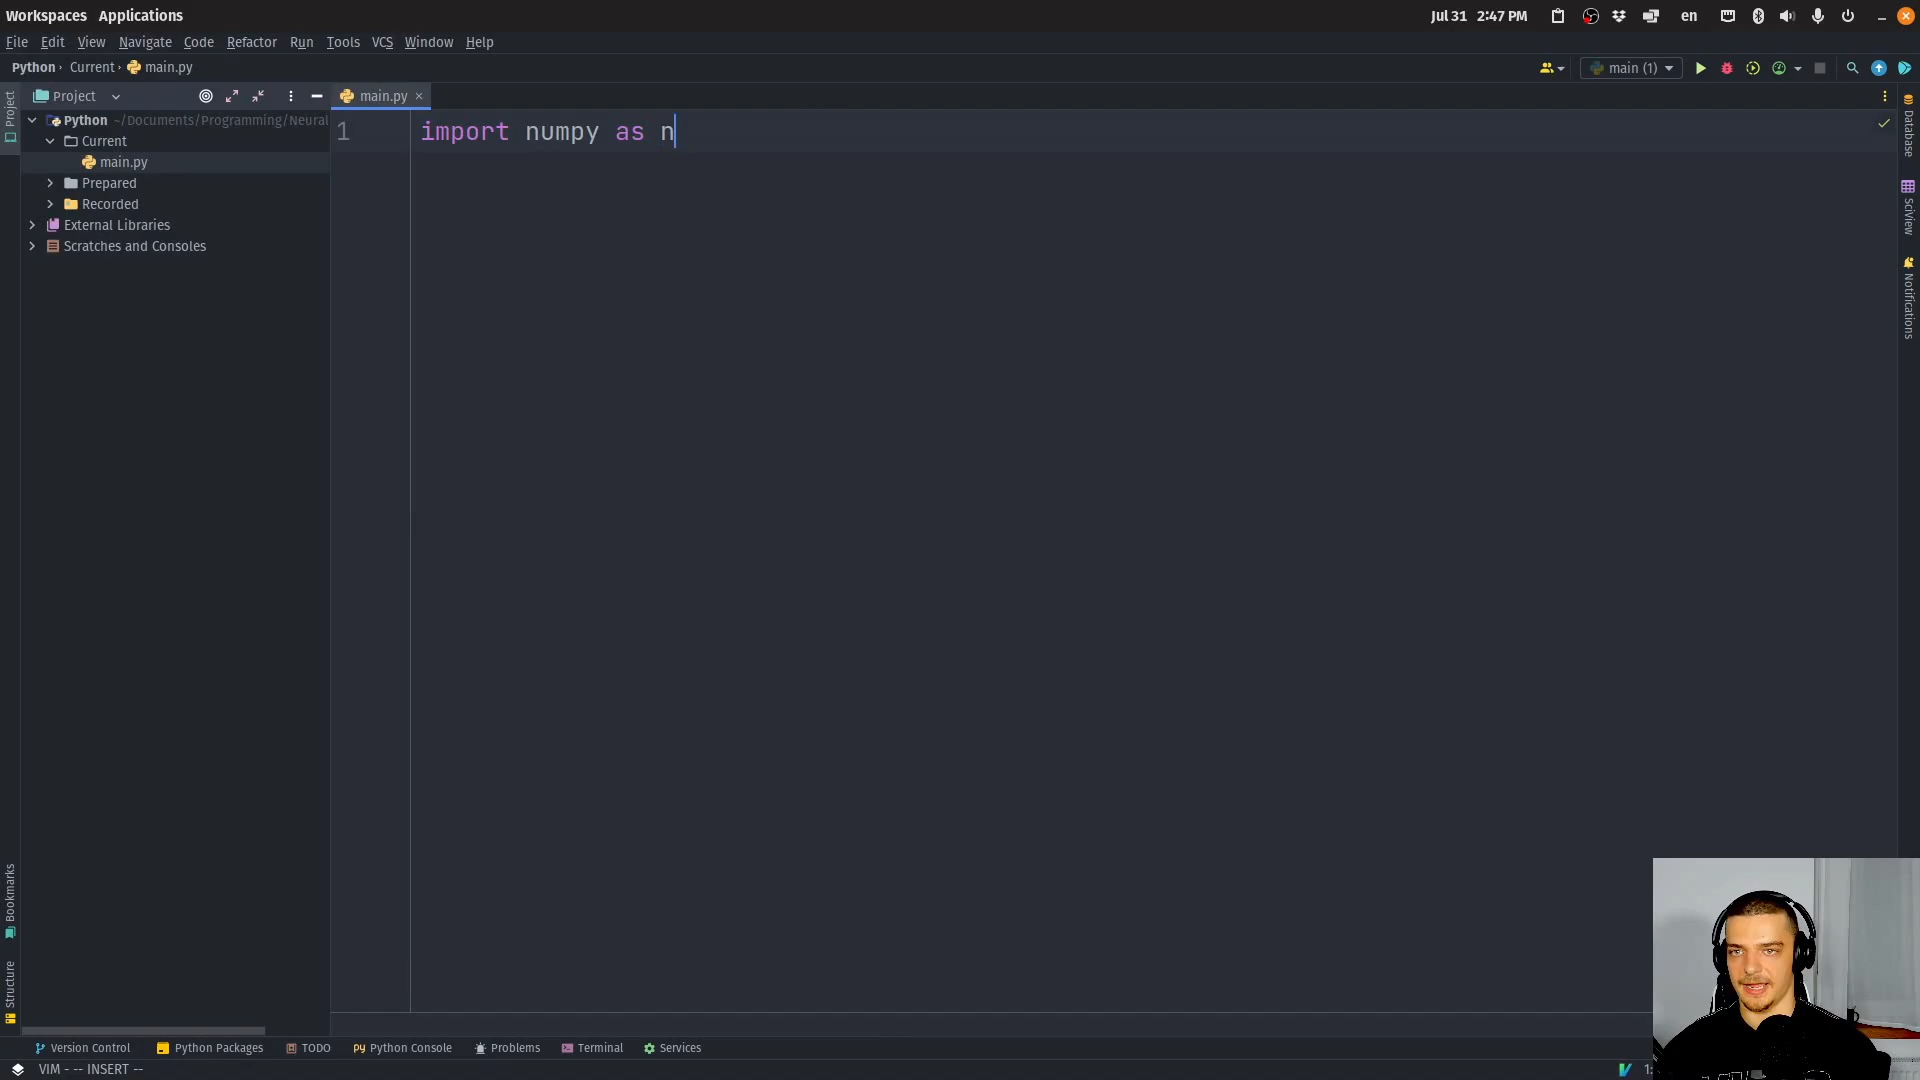 Workspaces Applications Jul 31 2:47 PM en
File Edit View Navigate Code Refactor Run Tools VCS Window Help
Python › Current › main.py main (1)
Project main.py
Python ~/Documents/Programming/Neural
Current
main.py
Prepared
Recorded
External Libraries
Scratches and Consoles
1 import numpy as n
Project
Bookmarks
Structure
Database
SciView
Notifications
Version Control Python Packages TODO Python Console Problems Terminal Services
VIM - -- INSERT -- 1: